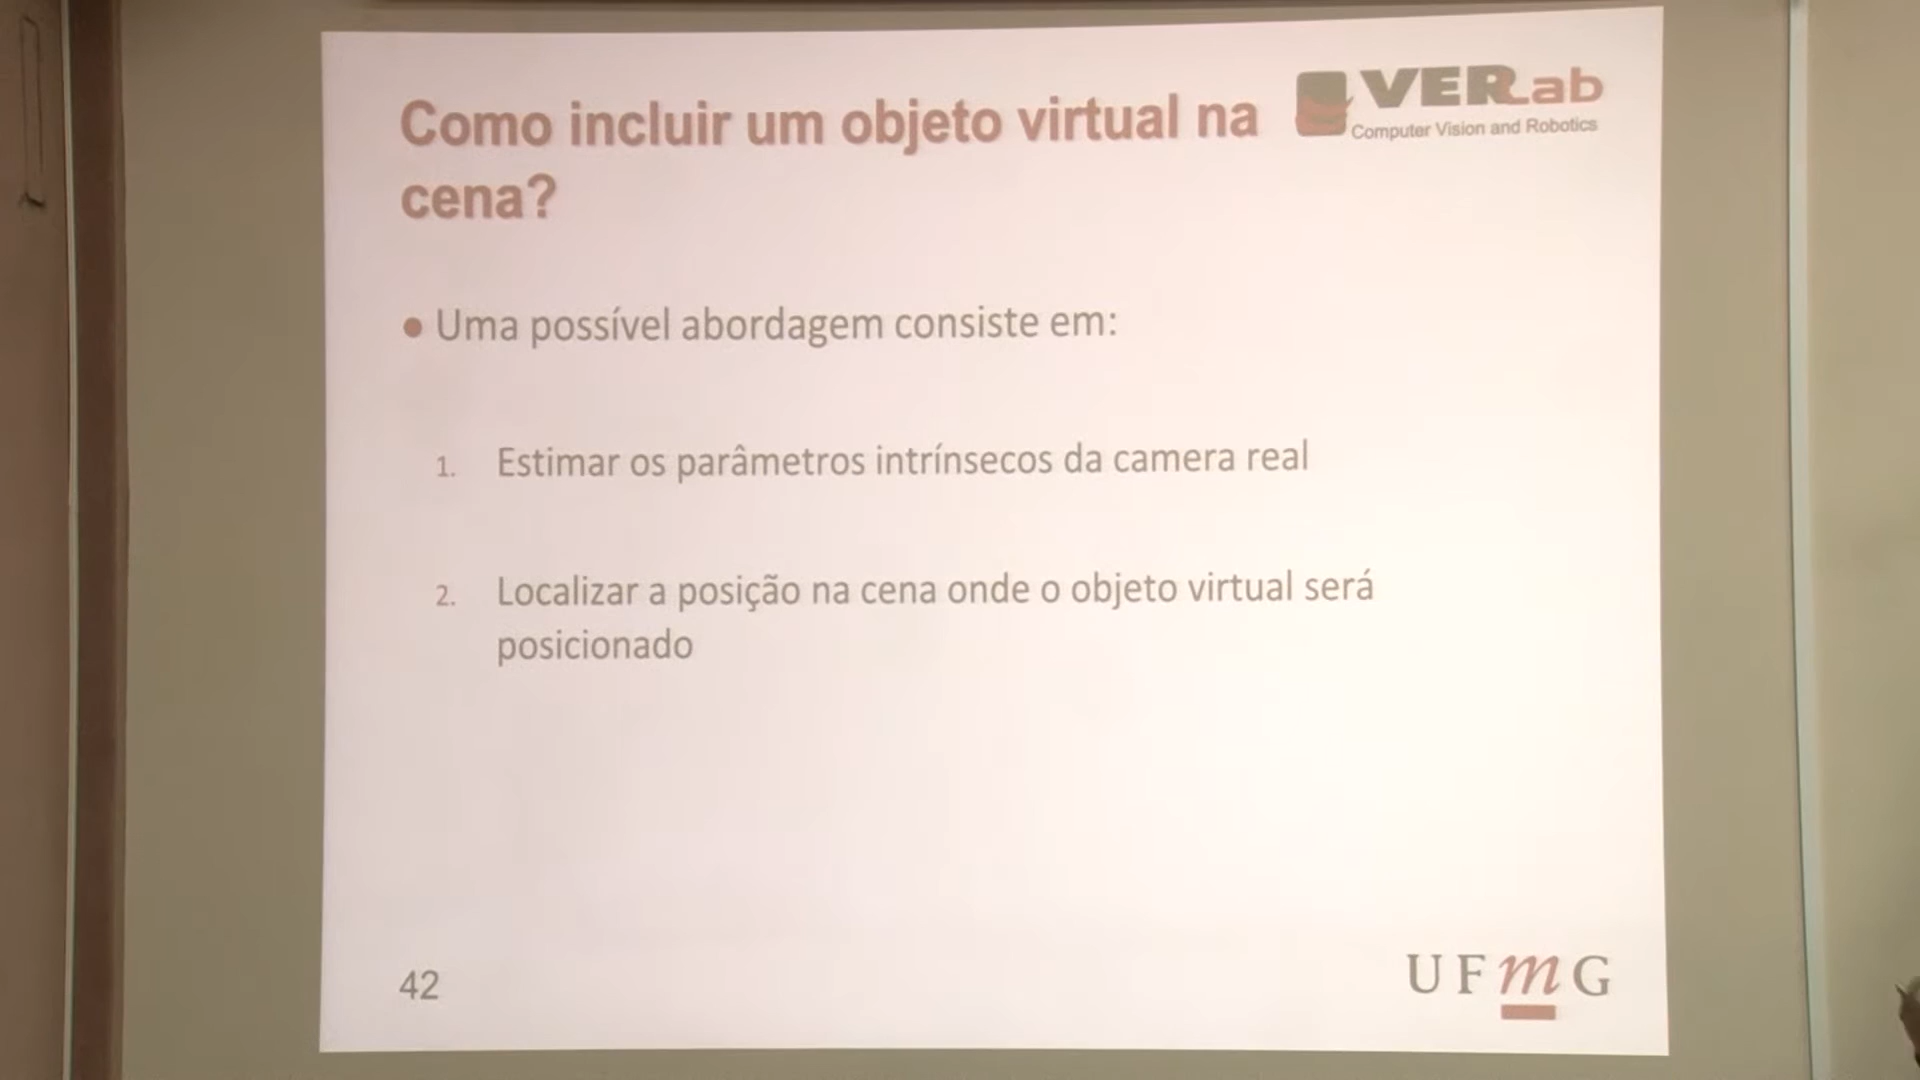 Como incluir um objeto virtual na
cena?
VERLab
Computer Vision and Robotics
● Uma possível abordagem consiste em:
1. Estimar os parâmetros intrínsecos da camera real
2. Localizar a posição na cena onde o objeto virtual será
posicionado
42
UFmG